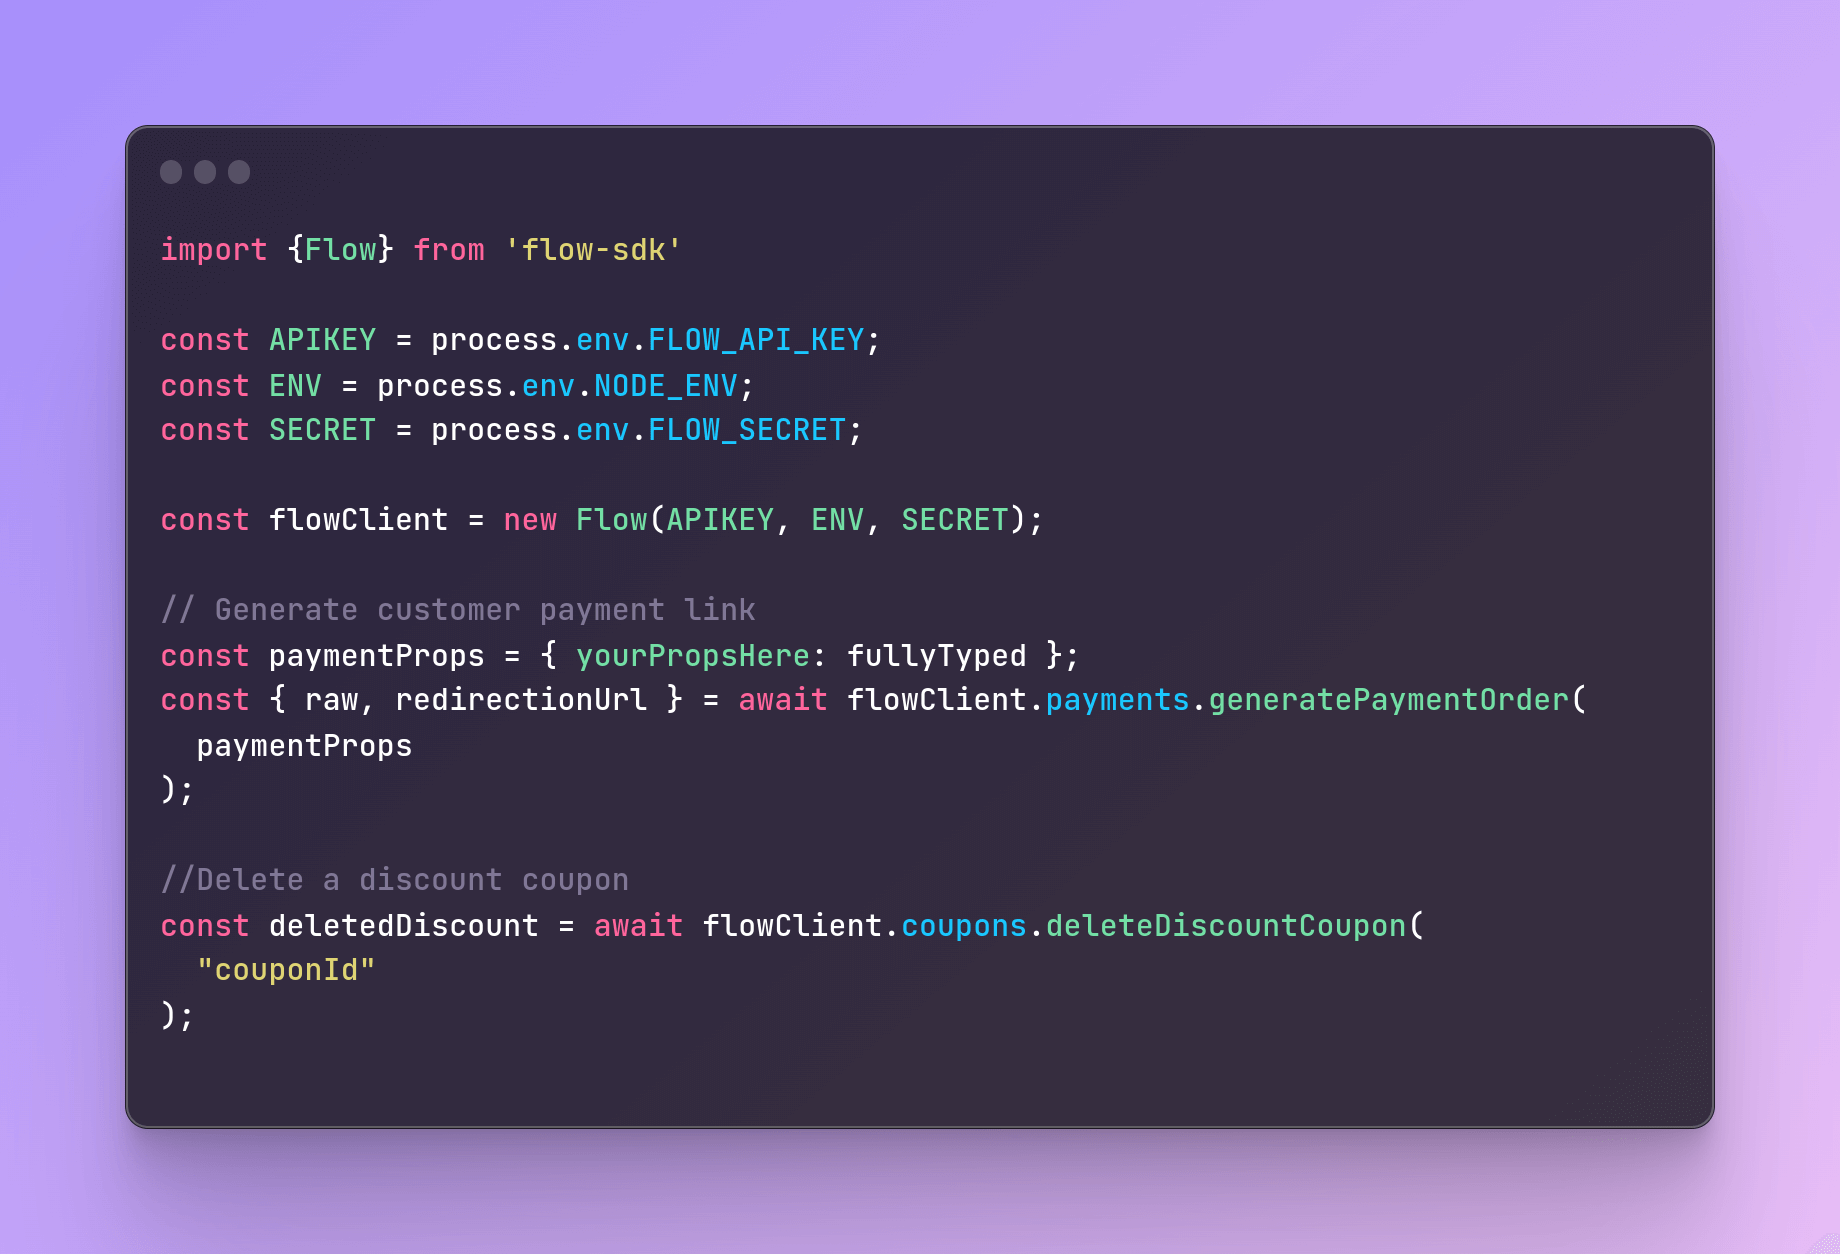 import {Flow} from 'flow-sdk'
const APIKEY = process.env.FLOW_API_KEY;
const ENV = process.env.NODE_ENV;
const SECRET = process.env.FLOW_SECRET;
const flowClient = new Flow(APIKEY, ENV, SECRET);
// Generate customer payment link
const paymentProps = { yourPropsHere: fullyTyped };
const { raw, redirectionUrl } = await flowClient.payments.generatePaymentOrder(
  paymentProps
);
//Delete a discount coupon
const deletedDiscount = await flowClient.coupons.deleteDiscountCoupon(
  "couponId"
);